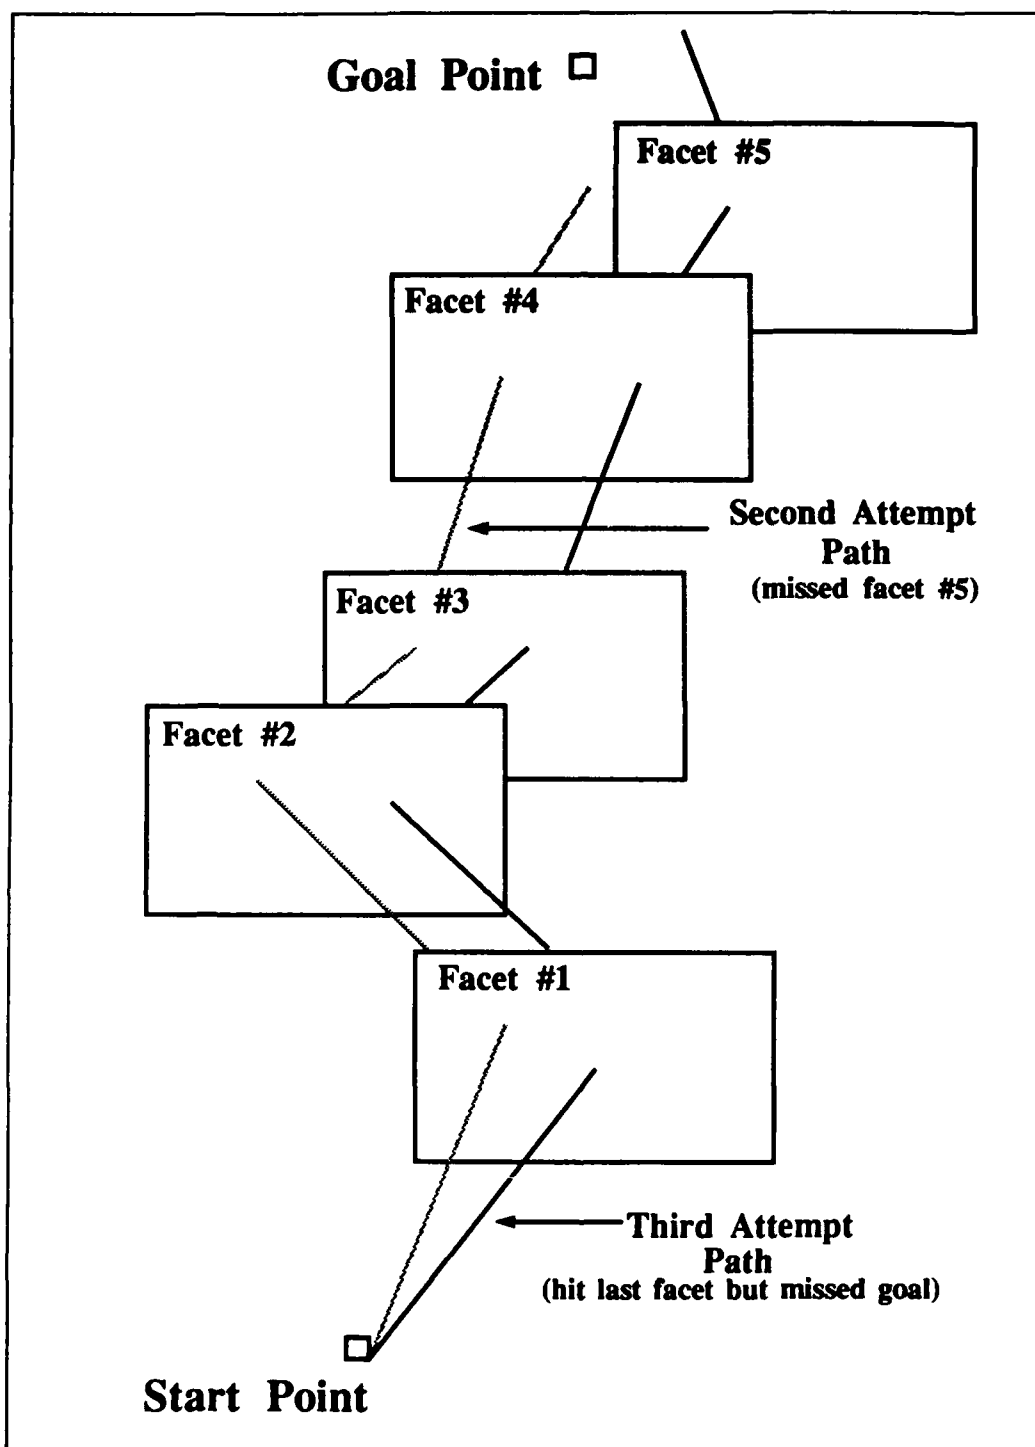 Goal Point
Facet #5
Facet #4
Second Attempt
Path
(missed facet #5)
Facet #3
Facet #2
Facet #1
Third Attempt
Path
(hit last facet but missed goal)
Start Point